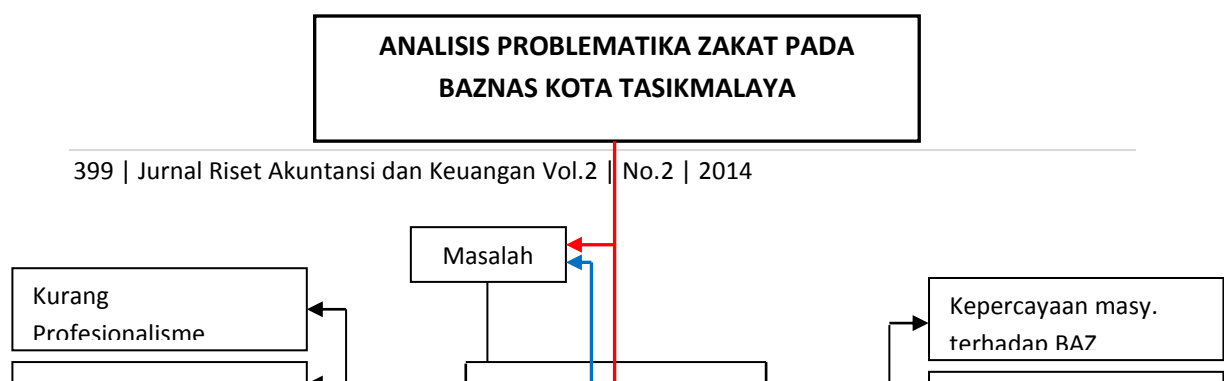 ANALISIS PROBLEMATIKA ZAKAT PADA
BAZNAS KOTA TASIKMALAYA
399 | Jurnal Riset Akuntansi dan Keuangan Vol.2 | No.2 | 2014
Masalah
Kurang
Profesionalisme
Kepercayaan masy.
terhadap BAZ